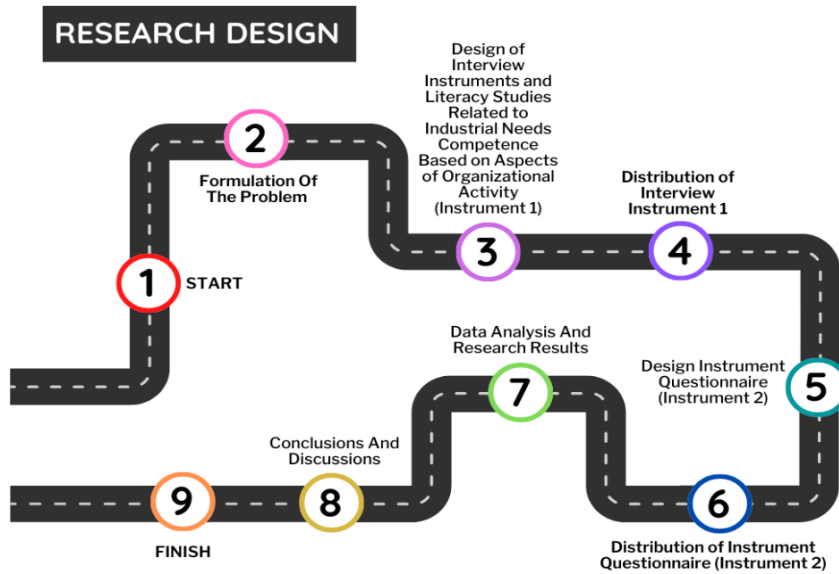 RESEARCH DESIGN
1
START
2
Formulation Of
The Problem
Design of
Interview
Instruments and
Literacy Studies
Related to
Industrial Needs
Competence
Based on Aspects
of Organizational
Activity
(Instrument 1)
3
Distribution of
Interview
Instrument 1
4
Design Instrument
Questionnaire
(Instrument 2)
5
6
Distribution of Instrument
Questionnaire (Instrument 2)
Data Analysis And
Research Results
7
Conclusions And
Discussions
8
9
FINISH